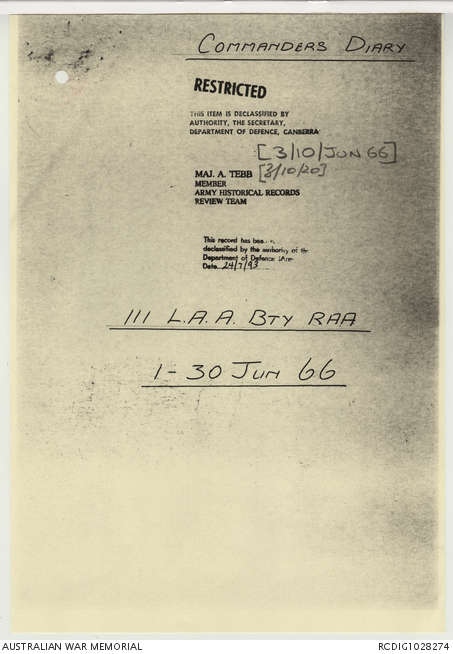 COMMANDERS DIARY
RESTRICTED
THIS ITEM IS DECLASSIFIED BY
AUTHORITY, THE SECRETARY,
DEPARTMENT OF DEFENCE, CANBERRA
[3/10/JUN 66]
MAJ. A. TEBB [3/10/20]
MEMBER
ARMY HISTORICAL RECORDS
REVIEW TEAM
This record has
declassified by the authority of the
Department of Defence
Date 24/7/93
111 L.A.A. BTY RAA
1-30 JUN 66
AUSTRALIAN WAR MEMORIAL
RCDIG1028274